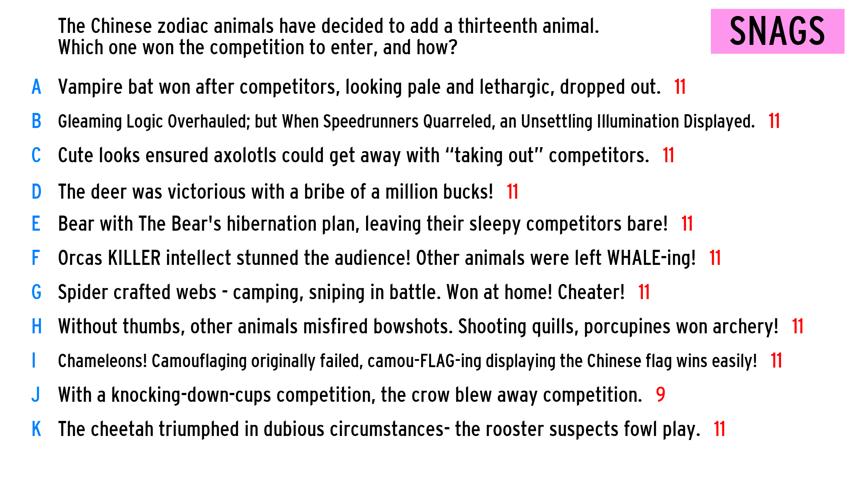 The Chinese zodiac animals have decided to add a thirteenth animal.
Which one won the competition to enter, and how?
SNAGS
A Vampire bat won after competitors, looking pale and lethargic, dropped out. 11
B Gleaming Logic Overhauled; but When Speedrunners Quarreled, an Unsettling Illumination Displayed. 11
C Cute looks ensured axolotls could get away with “taking out” competitors. 11
D The deer was victorious with a bribe of a million bucks! 11
E Bear with The Bear's hibernation plan, leaving their sleepy competitors bare! 11
F Orcas KILLER intellect stunned the audience! Other animals were left WHALE-ing! 11
G Spider crafted webs - camping, sniping in battle. Won at home! Cheater! 11
H Without thumbs, other animals misfired bowshots. Shooting quills, porcupines won archery! 11
I Chameleons! Camouflaging originally failed, camou-FLAG-ing displaying the Chinese flag wins easily! 11
J With a knocking-down-cups competition, the crow blew away competition. 9
K The cheetah triumphed in dubious circumstances- the rooster suspects fowl play. 11